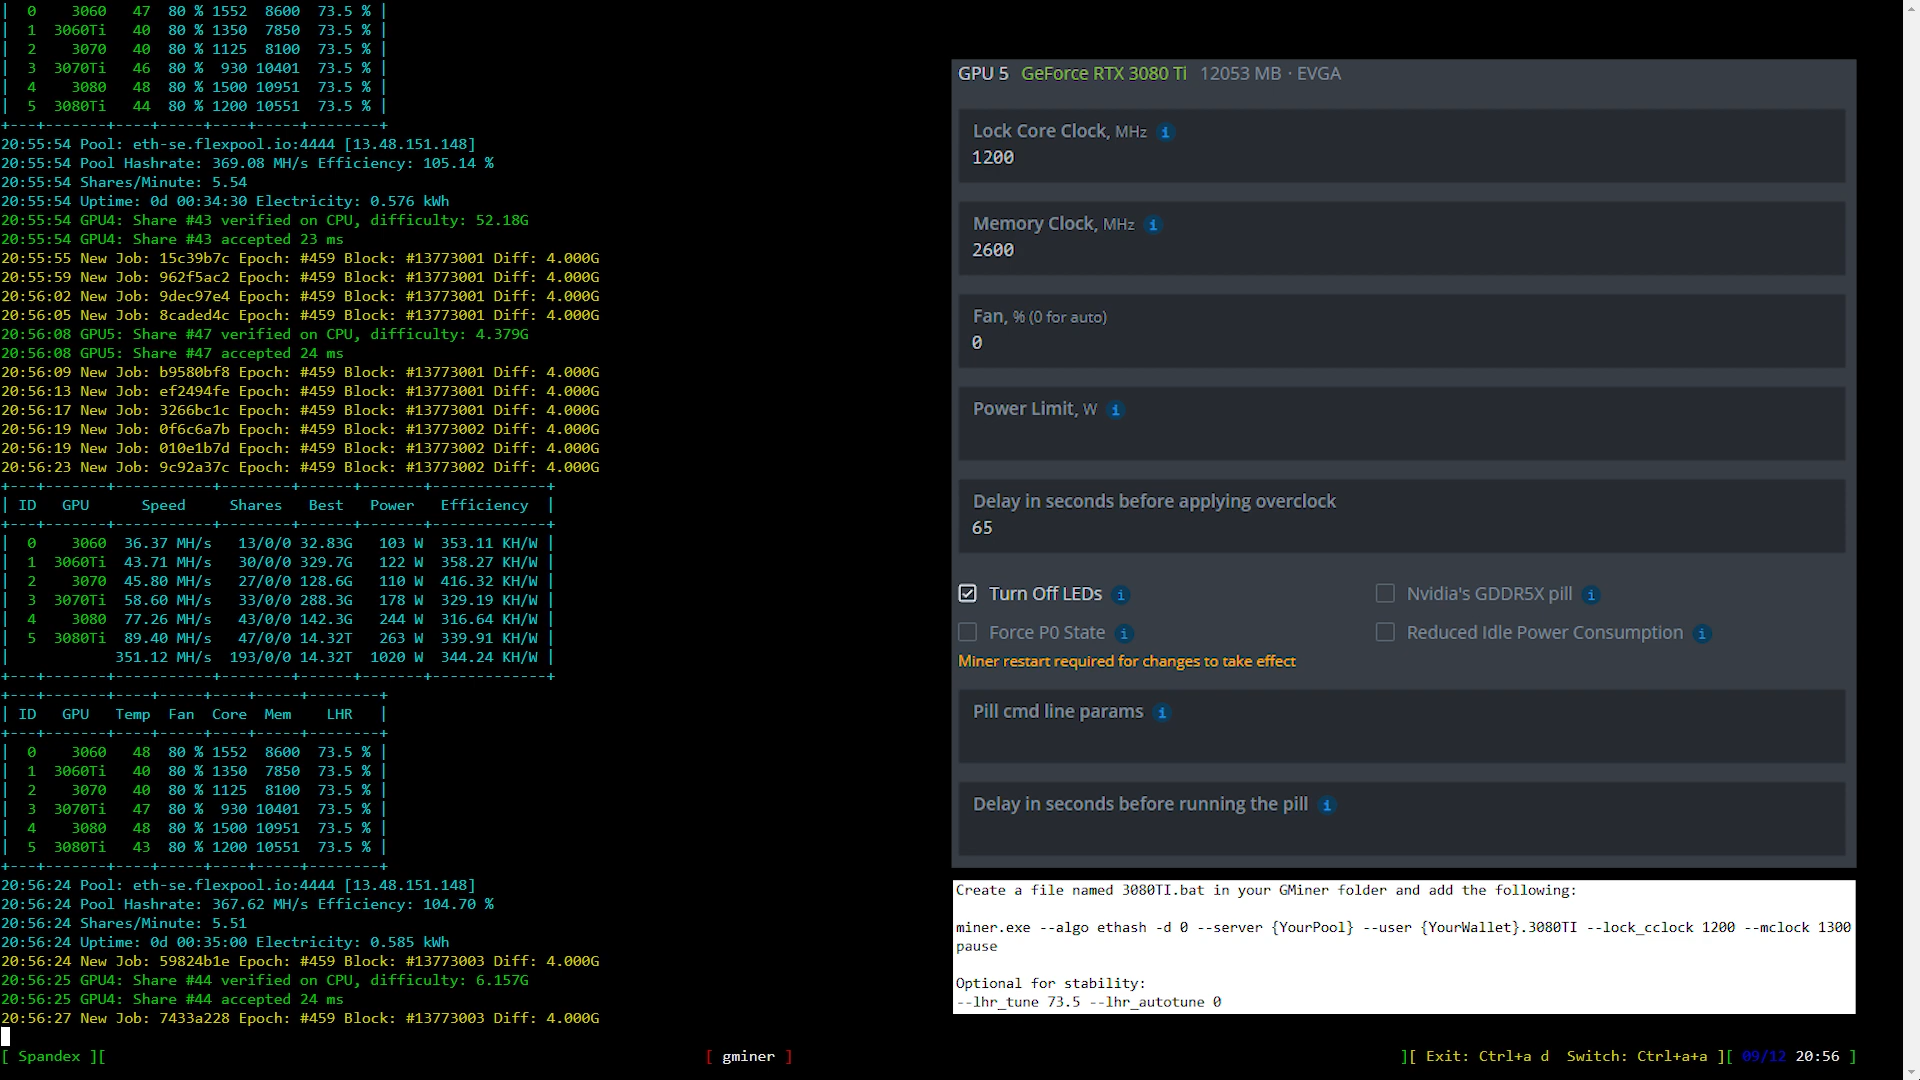 | 0 3060 47 80 % 1552 8600 73.5 % |
| 1 3060Ti 40 80 % 1350 7850 73.5 % |
| 2 3070 40 80 % 1125 8100 73.5 % |
| 3 3070Ti 46 80 % 930 10401 73.5 % |
| 4 3080 48 80 % 1500 10951 73.5 % |
| 5 3080Ti 44 80 % 1200 10551 73.5 % |
+---+-------+----+-----+----+-----+--------+
20:55:54 Pool: eth-se.flexpool.io:4444 [13.48.151.148]
20:55:54 Pool Hashrate: 369.08 MH/s Efficiency: 105.14 %
20:55:54 Shares/Minute: 5.54
20:55:54 Uptime: 0d 00:34:30 Electricity: 0.576 kWh
20:55:54 GPU4: Share #43 verified on CPU, difficulty: 52.18G
20:55:54 GPU4: Share #43 accepted 23 ms
20:55:55 New Job: 15c39b7c Epoch: #459 Block: #13773001 Diff: 4.000G
20:55:59 New Job: 962f5ac2 Epoch: #459 Block: #13773001 Diff: 4.000G
20:56:02 New Job: 9dec97e4 Epoch: #459 Block: #13773001 Diff: 4.000G
20:56:05 New Job: 8caded4c Epoch: #459 Block: #13773001 Diff: 4.000G
20:56:08 GPU5: Share #47 verified on CPU, difficulty: 4.379G
20:56:08 GPU5: Share #47 accepted 24 ms
20:56:09 New Job: b9580bf8 Epoch: #459 Block: #13773001 Diff: 4.000G
20:56:13 New Job: ef2494fe Epoch: #459 Block: #13773001 Diff: 4.000G
20:56:17 New Job: 3266bc1c Epoch: #459 Block: #13773001 Diff: 4.000G
20:56:19 New Job: 0f6c6a7b Epoch: #459 Block: #13773002 Diff: 4.000G
20:56:19 New Job: 010e1b7d Epoch: #459 Block: #13773002 Diff: 4.000G
20:56:23 New Job: 9c92a37c Epoch: #459 Block: #13773002 Diff: 4.000G
+---+-------+-----------+--------+------+------+-------------+
| ID GPU Speed Shares Best Power Efficiency |
+---+-------+-----------+--------+------+------+-------------+
| 0 3060 36.37 MH/s 13/0/0 32.83G 103 W 353.11 KH/W |
| 1 3060Ti 43.71 MH/s 30/0/0 329.7G 122 W 358.27 KH/W |
| 2 3070 45.80 MH/s 27/0/0 128.6G 110 W 416.32 KH/W |
| 3 3070Ti 58.60 MH/s 33/0/0 288.3G 178 W 329.19 KH/W |
| 4 3080 77.26 MH/s 43/0/0 142.3G 244 W 316.64 KH/W |
| 5 3080Ti 89.40 MH/s 47/0/0 14.32T 263 W 339.91 KH/W |
| 351.12 MH/s 193/0/0 14.32T 1020 W 344.24 KH/W |
+---+-------+-----------+--------+------+------+-------------+
+---+-------+----+-----+----+-----+--------+
| ID GPU Temp Fan Core Mem LHR |
+---+-------+----+-----+----+-----+--------+
| 0 3060 48 80 % 1552 8600 73.5 % |
| 1 3060Ti 40 80 % 1350 7850 73.5 % |
| 2 3070 40 80 % 1125 8100 73.5 % |
| 3 3070Ti 47 80 % 930 10401 73.5 % |
| 4 3080 48 80 % 1500 10951 73.5 % |
| 5 3080Ti 43 80 % 1200 10551 73.5 % |
+---+-------+----+-----+----+-----+--------+
20:56:24 Pool: eth-se.flexpool.io:4444 [13.48.151.148]
20:56:24 Pool Hashrate: 367.62 MH/s Efficiency: 104.70 %
20:56:24 Shares/Minute: 5.51
20:56:24 Uptime: 0d 00:35:00 Electricity: 0.585 kWh
20:56:24 New Job: 59824b1e Epoch: #459 Block: #13773003 Diff: 4.000G
20:56:25 GPU4: Share #44 verified on CPU, difficulty: 6.157G
20:56:25 GPU4: Share #44 accepted 24 ms
20:56:27 New Job: 7433a228 Epoch: #459 Block: #13773003 Diff: 4.000G
GPU 5 GeForce RTX 3080 Ti 12053 MB · EVGA
Lock Core Clock, MHz i
1200
Memory Clock, MHz i
2600
Fan, % (0 for auto)
0
Power Limit, W i
Delay in seconds before applying overclock
65
Turn Off LEDs i Nvidia's GDDR5X pill i
Force P0 State i Reduced Idle Power Consumption i
Miner restart required for changes to take effect
Pill cmd line params i
Delay in seconds before running the pill i
Create a file named 3080TI.bat in your GMiner folder and add the following:
miner.exe --algo ethash -d 0 --server {YourPool} --user {YourWallet}.3080TI --lock_cclock 1200 --mclock 1300
pause
Optional for stability:
--lhr_tune 73.5 --lhr_autotune 0
[ Spandex ][ [ gminer ] ][ Exit: Ctrl+a d Switch: Ctrl+a+a ][ 09/12 20:56 ]